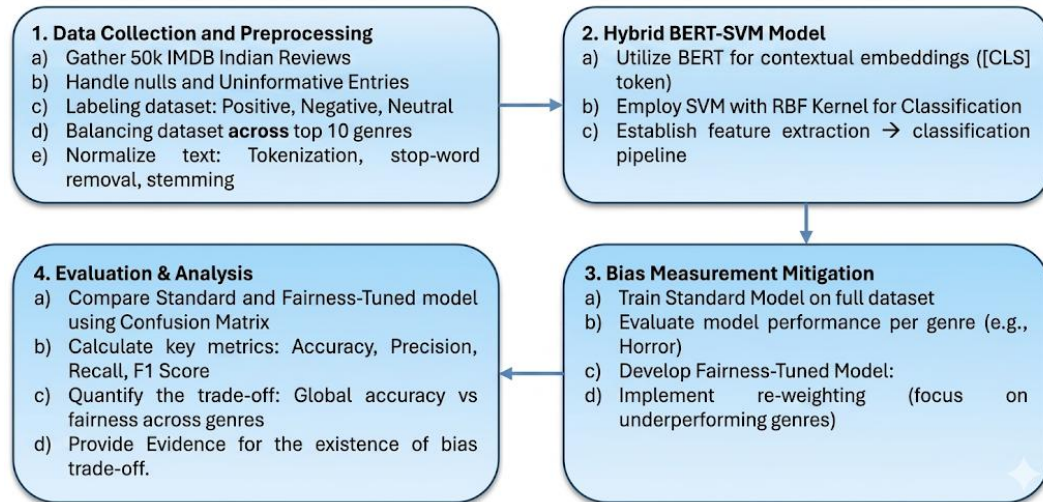 1. Data Collection and Preprocessing
a) Gather 50k IMDB Indian Reviews
b) Handle nulls and Uninformative Entries
c) Labeling dataset: Positive, Negative, Neutral
d) Balancing dataset across top 10 genres
e) Normalize text: Tokenization, stop-word
removal, stemming
2. Hybrid BERT-SVM Model
a) Utilize BERT for contextual embeddings ([CLS]
token)
b) Employ SVM with RBF Kernel for Classification
c) Establish feature extraction → classification
pipeline
3. Bias Measurement Mitigation
a) Train Standard Model on full dataset
b) Evaluate model performance per genre (e.g.,
Horror)
c) Develop Fairness-Tuned Model:
d) Implement re-weighting (focus on
underperforming genres)
4. Evaluation & Analysis
a) Compare Standard and Fairness-Tuned model
using Confusion Matrix
b) Calculate key metrics: Accuracy, Precision,
Recall, F1 Score
c) Quantify the trade-off: Global accuracy vs
fairness across genres
d) Provide Evidence for the existence of bias
trade-off.